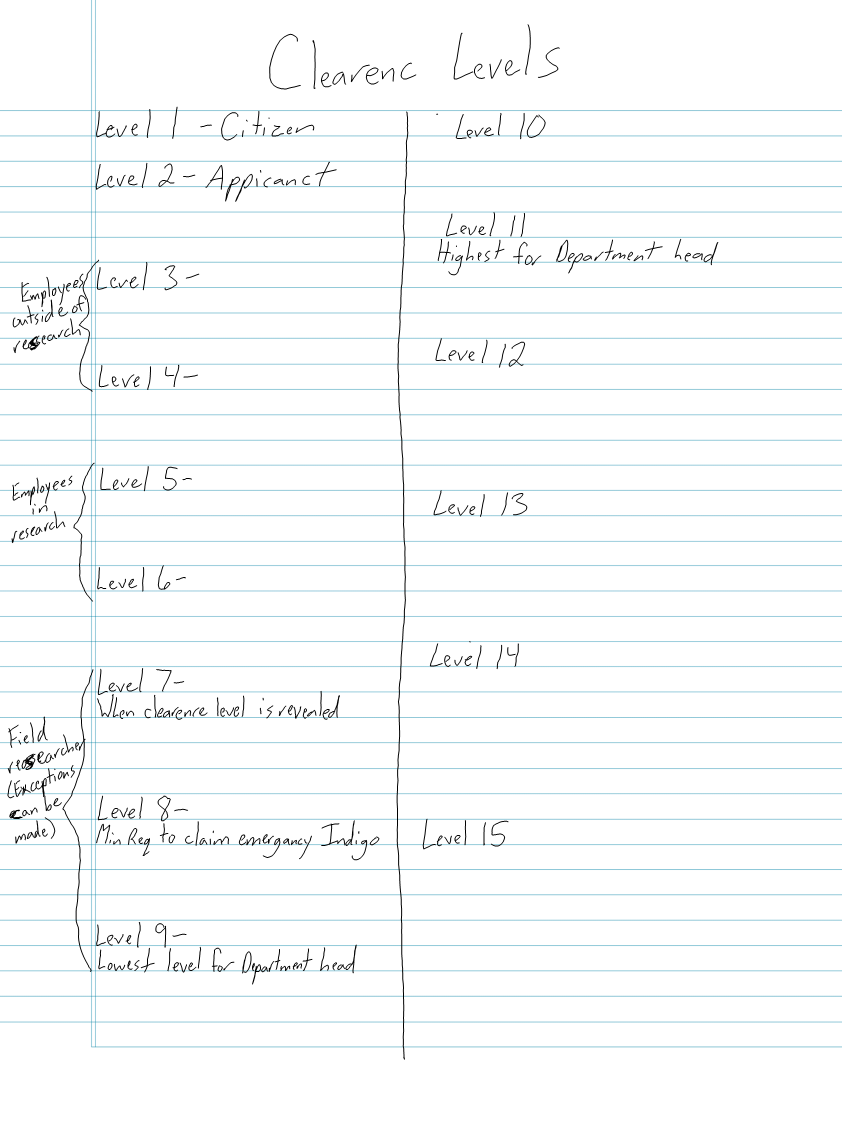 Clearenc Levels
Level 1 - Citizen
Level 2 - Appicanct
Employees
outside of
research
Level 3 -
Level 4 -
Employees
in
research
Level 5 -
Level 6 -
Field
researcher
(Exceptions
can be
made)
Level 7 -
When clearence level is revealed
Level 8 -
Min Req to claim emergancy Indigo
Level 9 -
Lowest level for Department head
Level 10
Level 11
Highest for Department head
Level 12
Level 13
Level 14
Level 15